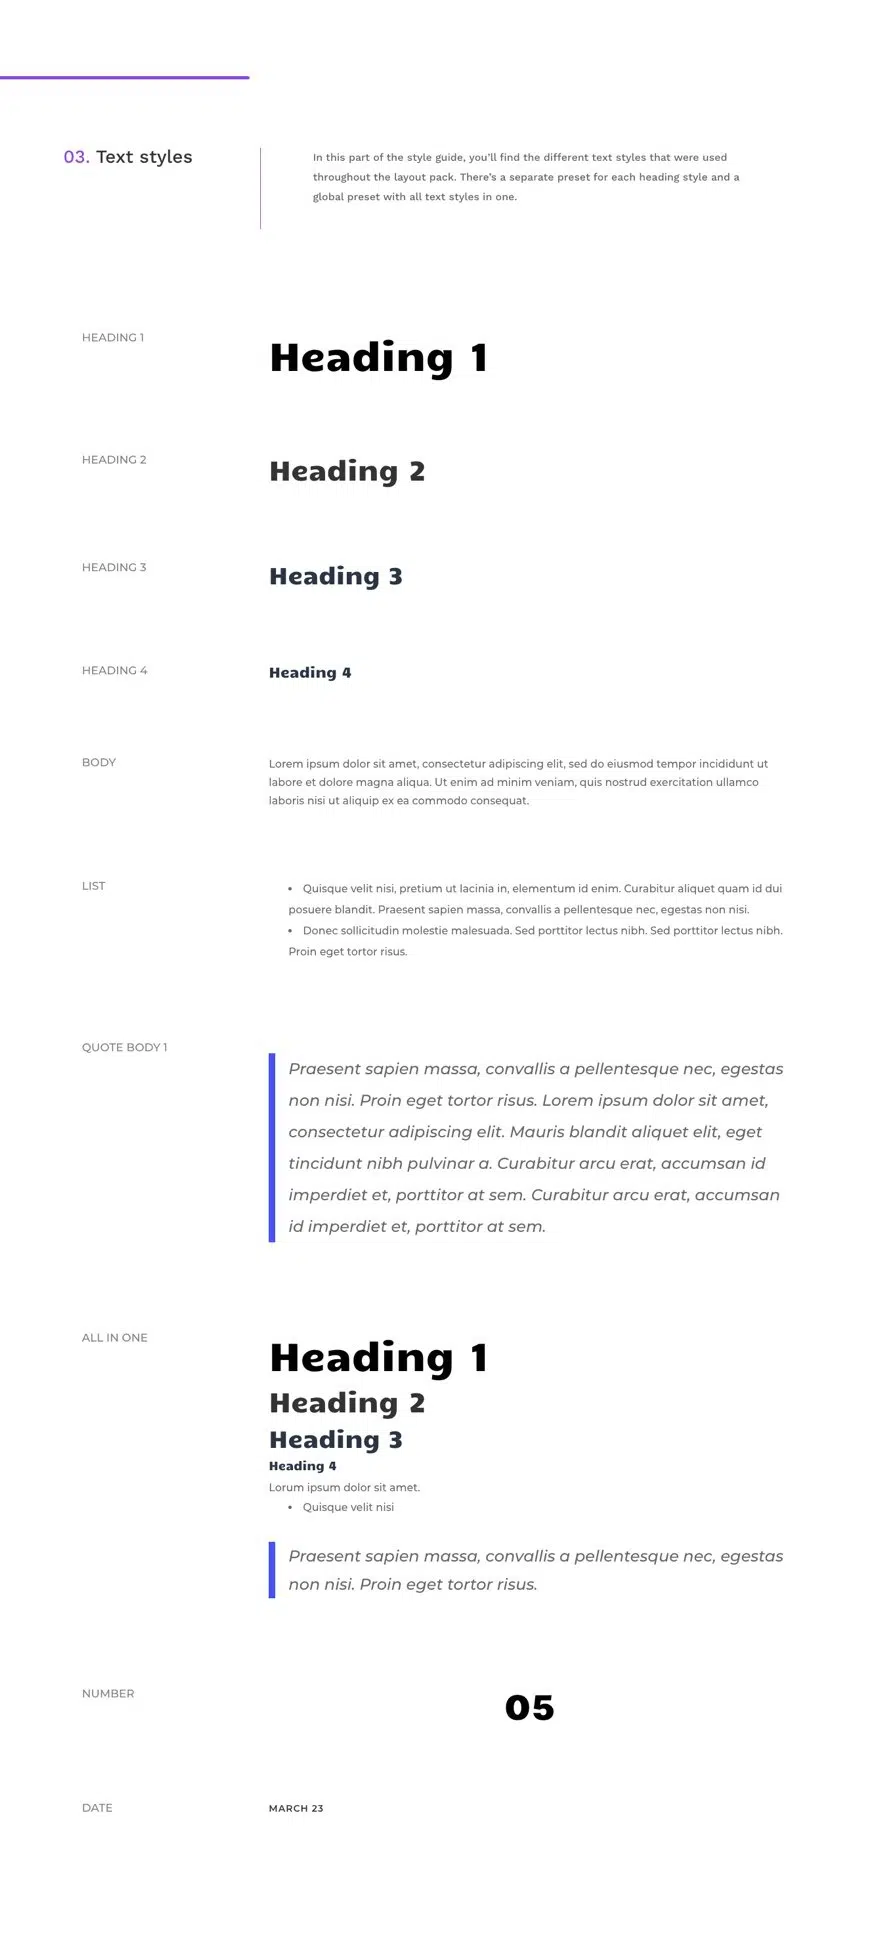 03. Text styles
In this part of the style guide, you'll find the different text styles that were used
throughout the layout pack. There's a separate preset for each heading style and a
global preset with all text styles in one.
HEADING 1
Heading 1
HEADING 2
Heading 2
HEADING 3
Heading 3
HEADING 4
Heading 4
BODY
Lorem ipsum dolor sit amet, consectetur adipiscing elit, sed do eiusmod tempor incididunt ut
labore et dolore magna aliqua. Ut enim ad minim veniam, quis nostrud exercitation ullamco
laboris nisi ut aliquip ex ea commodo consequat.
LIST
• Quisque velit nisi, pretium ut lacinia in, elementum id enim. Curabitur aliquet quam id dui
posuere blandit. Praesent sapien massa, convallis a pellentesque nec, egestas non nisi.
• Donec sollicitudin molestie malesuada. Sed porttitor lectus nibh. Sed porttitor lectus nibh.
Proin eget tortor risus.
QUOTE BODY 1
Praesent sapien massa, convallis a pellentesque nec, egestas
non nisi. Proin eget tortor risus. Lorem ipsum dolor sit amet,
consectetur adipiscing elit. Mauris blandit aliquet elit, eget
tincidunt nibh pulvinar a. Curabitur arcu erat, accumsan id
imperdiet et, porttitor at sem. Curabitur arcu erat, accumsan
id imperdiet et, porttitor at sem.
ALL IN ONE
Heading 1
Heading 2
Heading 3
Heading 4
Lorum ipsum dolor sit amet.
• Quisque velit nisi
Praesent sapien massa, convallis a pellentesque nec, egestas
non nisi. Proin eget tortor risus.
NUMBER
05
DATE
MARCH 23